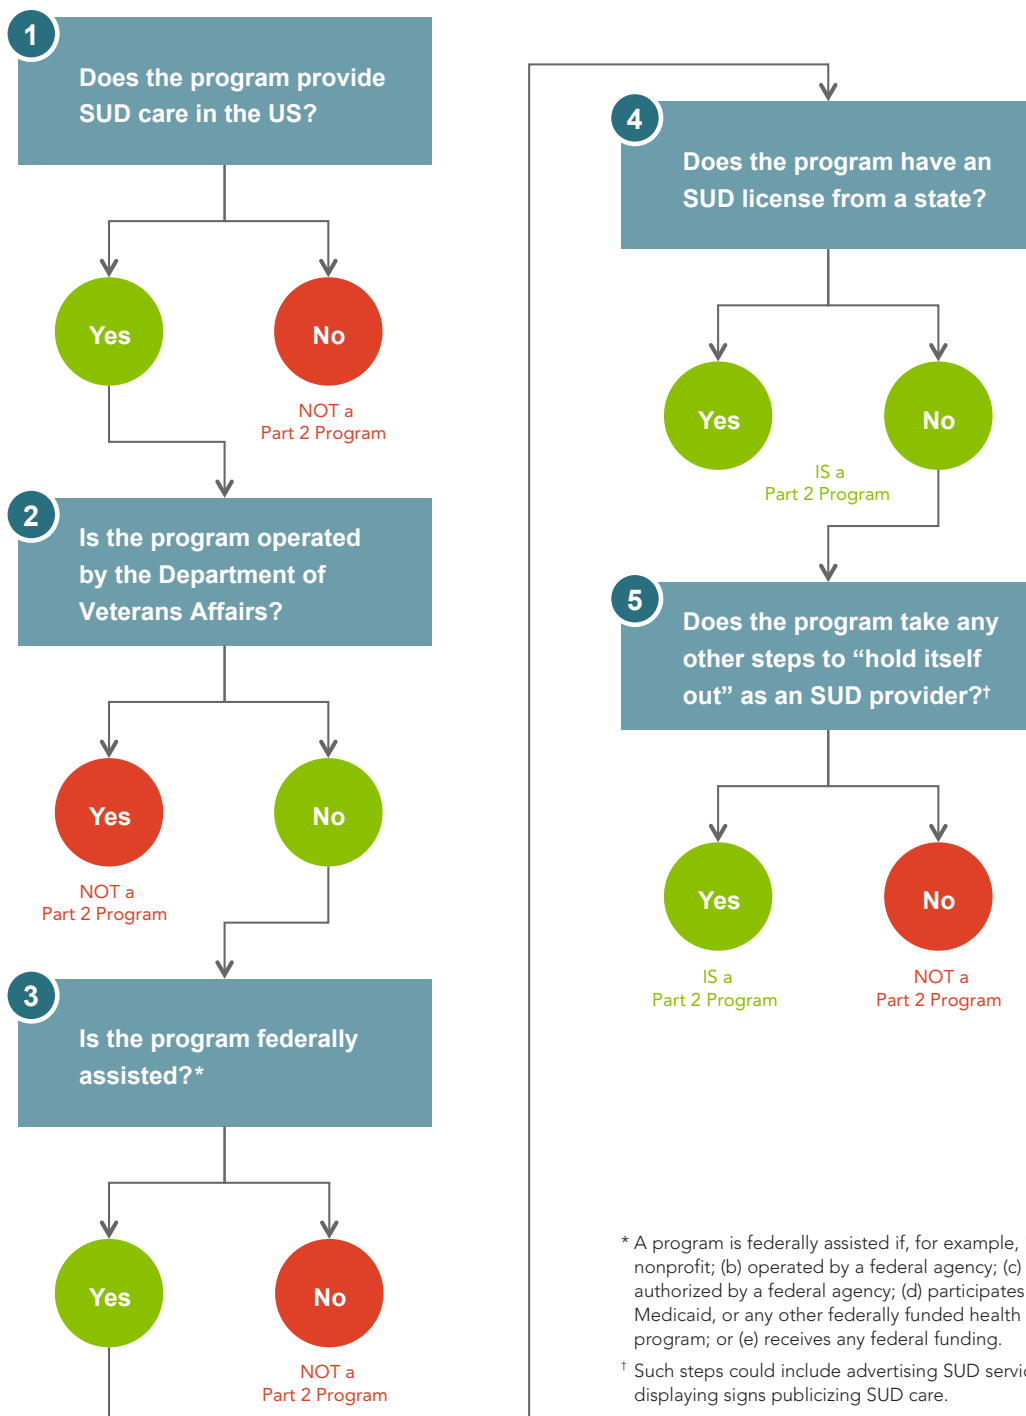 1
Does the program provide
SUD care in the US?
Yes
No
NOT a
Part 2 Program
2
Is the program operated
by the Department of
Veterans Affairs?
Yes
No
NOT a
Part 2 Program
3
Is the program federally
assisted?*
Yes
No
NOT a
Part 2 Program
4
Does the program have an
SUD license from a state?
Yes
No
IS a
Part 2 Program
5
Does the program take any
other steps to “hold itself
out” as an SUD provider?†
Yes
No
IS a
Part 2 Program
NOT a
Part 2 Program
* A program is federally assisted if, for example,
nonprofit; (b) operated by a federal agency; (c)
authorized by a federal agency; (d) participates
Medicaid, or any other federally funded health
program; or (e) receives any federal funding.
† Such steps could include advertising SUD
displaying signs publicizing SUD care.